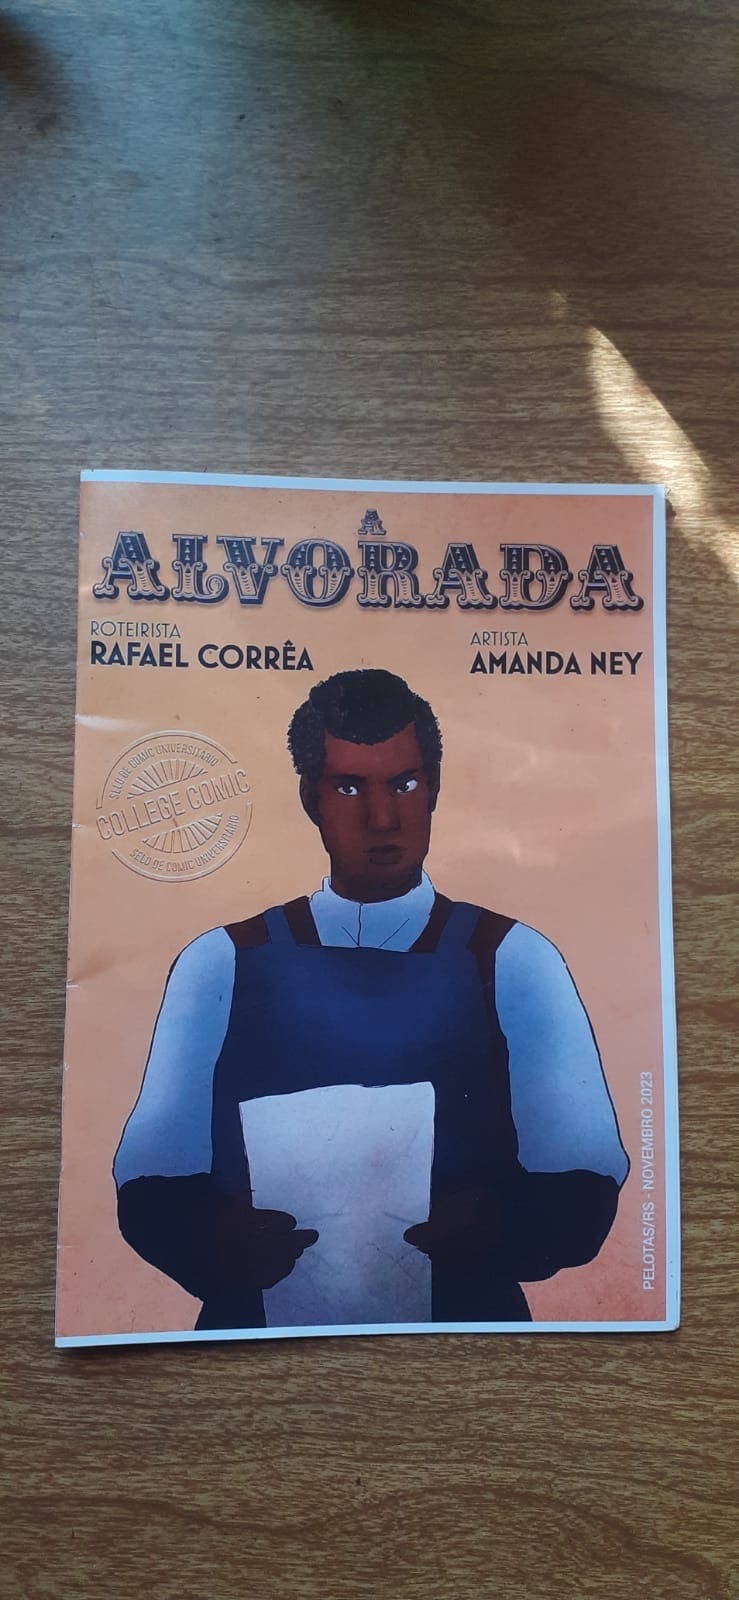 A
ALVORADA
ROTEIRISTA
RAFAEL CORRÊA
ARTISTA
AMANDA NEY
SELO DE COMIC UNIVERSITÁRIO
COLLEGE COMIC
SELO DE COMIC UNIVERSITÁRIO
PELOTAS/RS - NOVEMBRO 2023